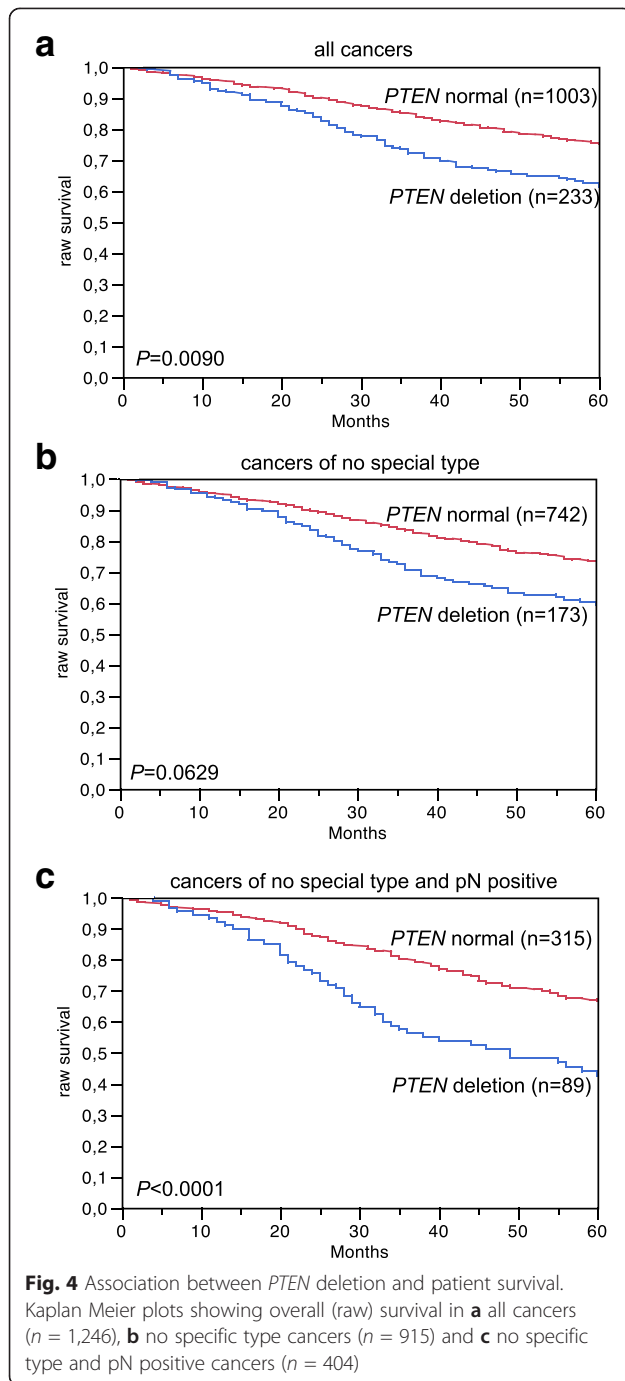 a
all cancers
1,0
0,9
0,8
0,7
0,6
0,5
0,4
0,3
0,2
0,1
0,0
raw survival
PTEN normal (n=1003)
PTEN deletion (n=233)
P=0.0090
0 10 20 30 40 50 60
Months
b
cancers of no special type
1,0
0,9
0,8
0,7
0,6
0,5
0,4
0,3
0,2
0,1
0,0
raw survival
PTEN normal (n=742)
PTEN deletion (n=173)
P=0.0629
0 10 20 30 40 50 60
Months
c
cancers of no special type and pN positive
1,0
0,9
0,8
0,7
0,6
0,5
0,4
0,3
0,2
0,1
0,0
raw survival
PTEN normal (n=315)
PTEN deletion (n=89)
P<0.0001
0 10 20 30 40 50 60
Months
Fig. 4 Association between PTEN deletion and patient survival.
Kaplan Meier plots showing overall (raw) survival in a all cancers
(n = 1,246), b no specific type cancers (n = 915) and c no specific
type and pN positive cancers (n = 404)